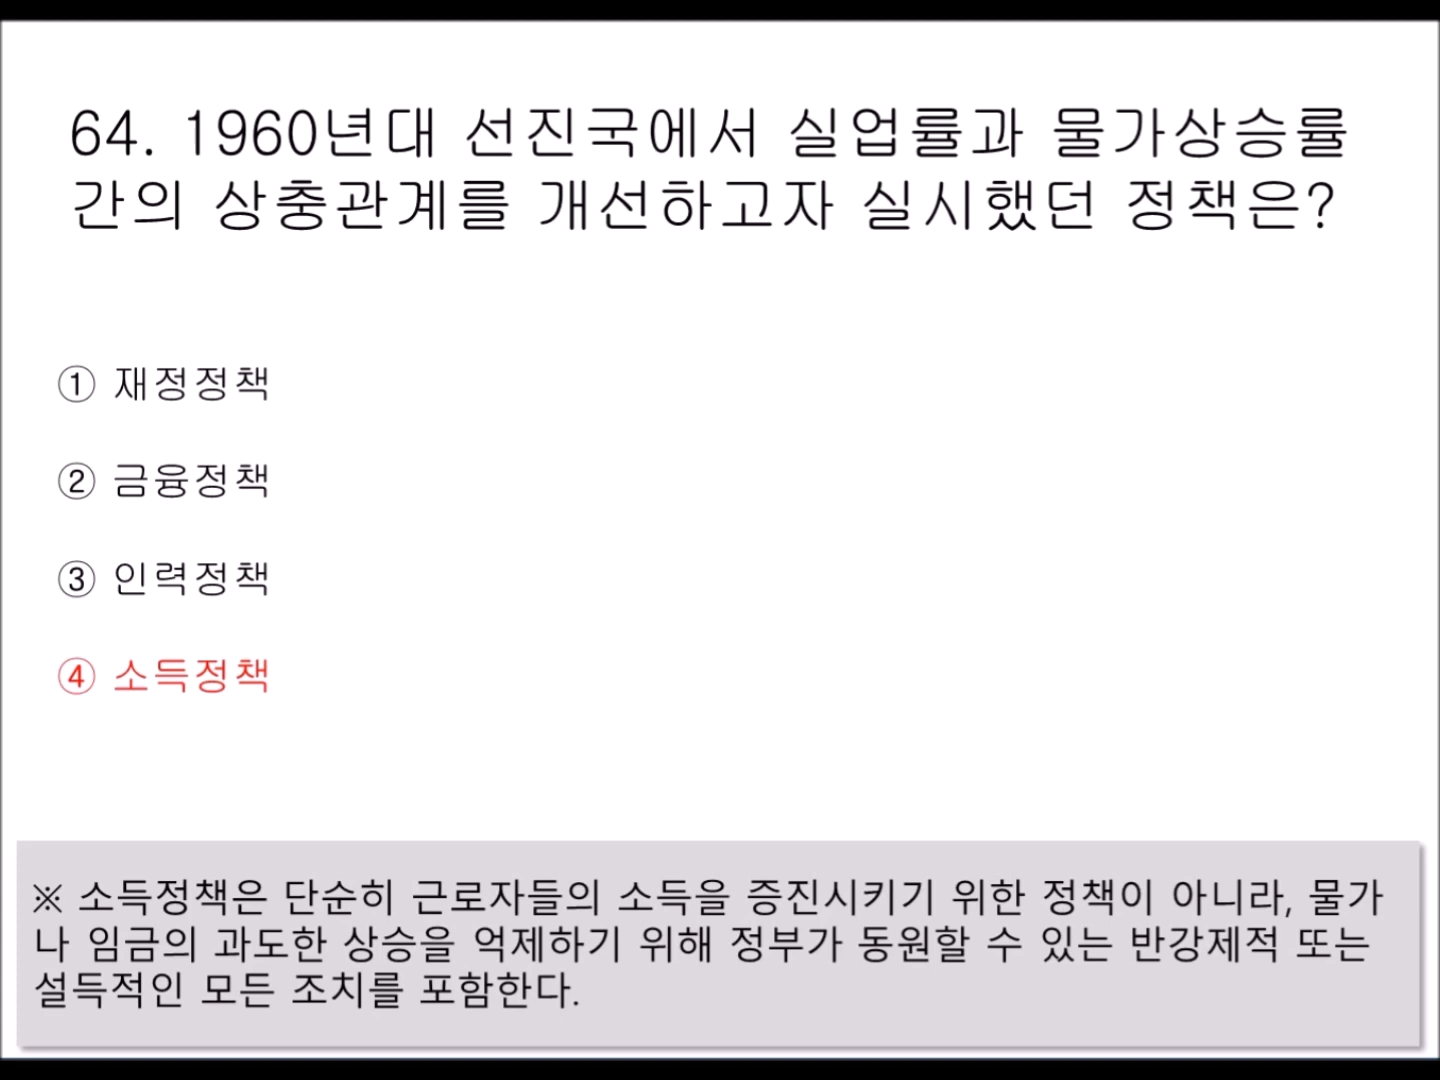 64. 1960년대 선진국에서 실업률과 물가상승률
간의 상충관계를 개선하고자 실시했던 정책은?
① 재정정책
② 금융정책
③ 인력정책
④ 소득정책
※ 소득정책은 단순히 근로자들의 소득을 증진시키기 위한 정책이 아니라, 물가
나 임금의 과도한 상승을 억제하기 위해 정부가 동원할 수 있는 반강제적 또는
설득적인 모든 조치를 포함한다.